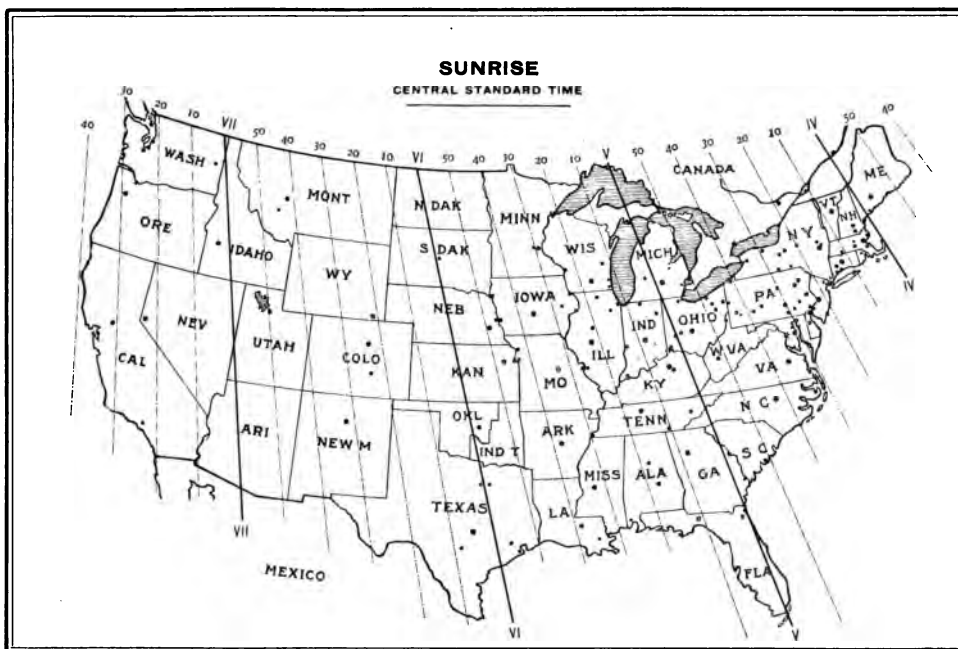 SUNRISE
CENTRAL STANDARD TIME
30 20 10 VII 50 40 30 20 10 VI 50 40 30 20 10 V 50 40 30 20 10 IV 50 40
40
CANADA
WASH
MONT
N. DAK
MINN
ME
VT
NH
ORE
IDAHO
S. DAK
WIS
MICH
NY
WY
IOWA
PA
NEB
NEV
UTAH
COLO
ILL
IND
OHIO
W.VA
CAL
KAN
MO
KY
VA
OKL
TENN
N C
ARI
NEW M
IND T
ARK
S C
MISS
ALA
GA
TEXAS
LA
IV
VII
MEXICO
FLA
VI
V